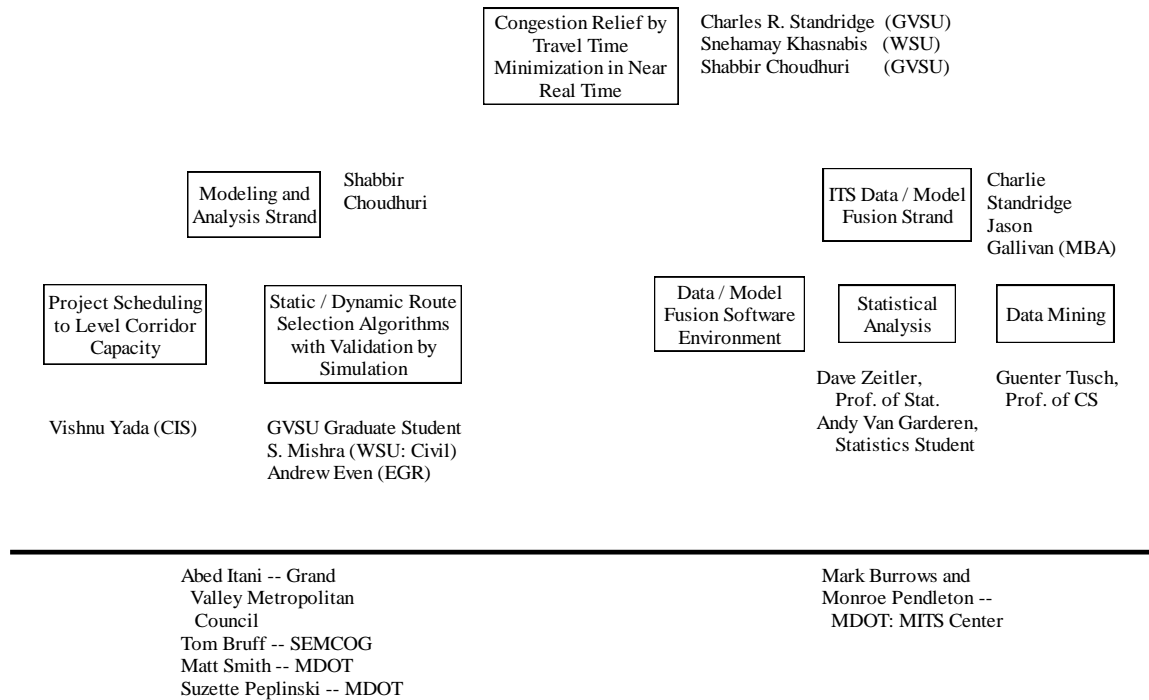 Congestion Relief by
Travel Time
Minimization in Near
Real Time
Charles R. Standridge (GVSU)
Snehamay Khasnabis (WSU)
Shabbir Choudhuri (GVSU)
Modeling and
Analysis Strand
Shabbir
Choudhuri
ITS Data / Model
Fusion Strand
Charlie
Standridge
Jason
Gallivan (MBA)
Project Scheduling
to Level Corridor
Capacity
Static / Dynamic Route
Selection Algorithms
with Validation by
Simulation
Data / Model
Fusion Software
Environment
Statistical
Analysis
Data Mining
Vishnu Yada (CIS)
GVSU Graduate Student
S. Mishra (WSU: Civil)
Andrew Even (EGR)
Dave Zeitler,
Prof. of Stat.
Andy Van Garderen,
Statistics Student
Guenter Tusch,
Prof. of CS
Abed Itani -- Grand
Valley Metropolitan
Council
Tom Bruff -- SEMCOG
Matt Smith -- MDOT
Suzette Peplinski -- MDOT
Mark Burrows and
Monroe Pendleton --
MDOT: MITS Center